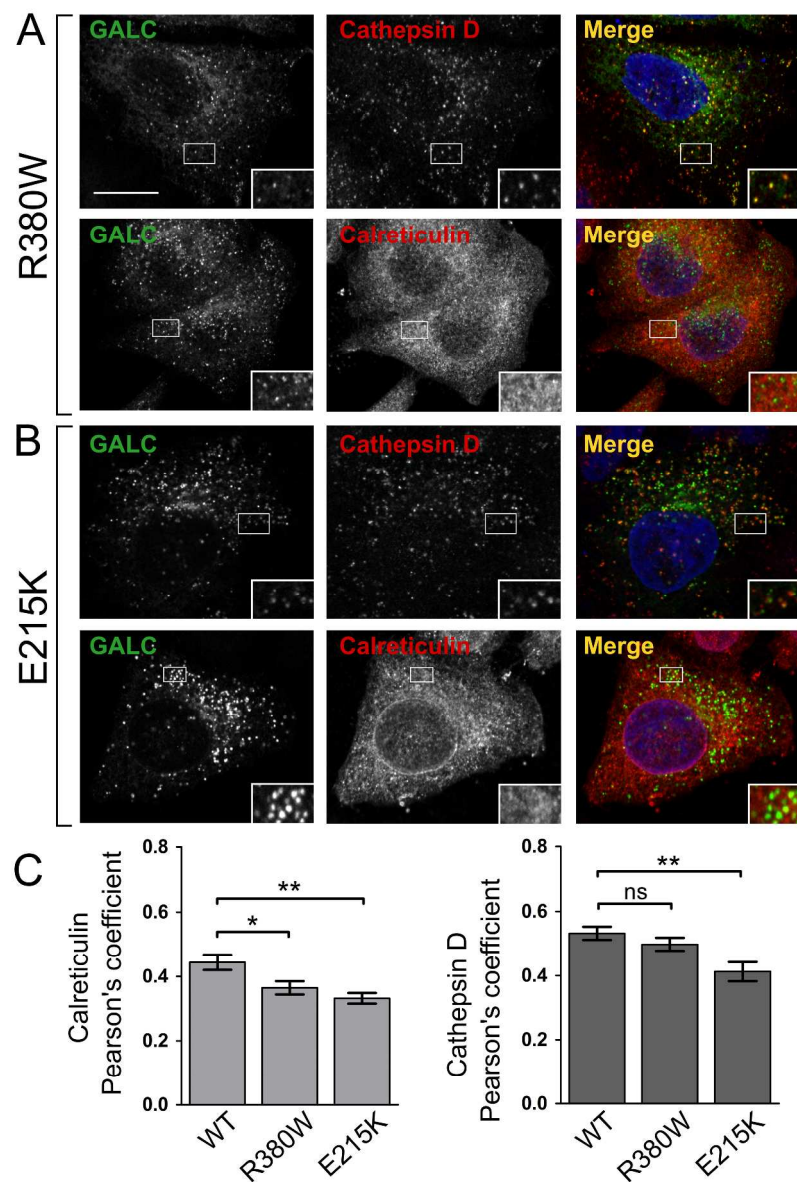 A
R380W
GALC
Cathepsin D
Merge
GALC
Calreticulin
Merge
B
E215K
GALC
Cathepsin D
Merge
GALC
Calreticulin
Merge
C
Calreticulin
Pearson's coefficient
0.8
0.6
0.4
0.2
0.0
**
*
WT
R380W
E215K
Cathepsin D
Pearson's coefficient
0.8
0.6
0.4
0.2
0.0
**
ns
WT
R380W
E215K